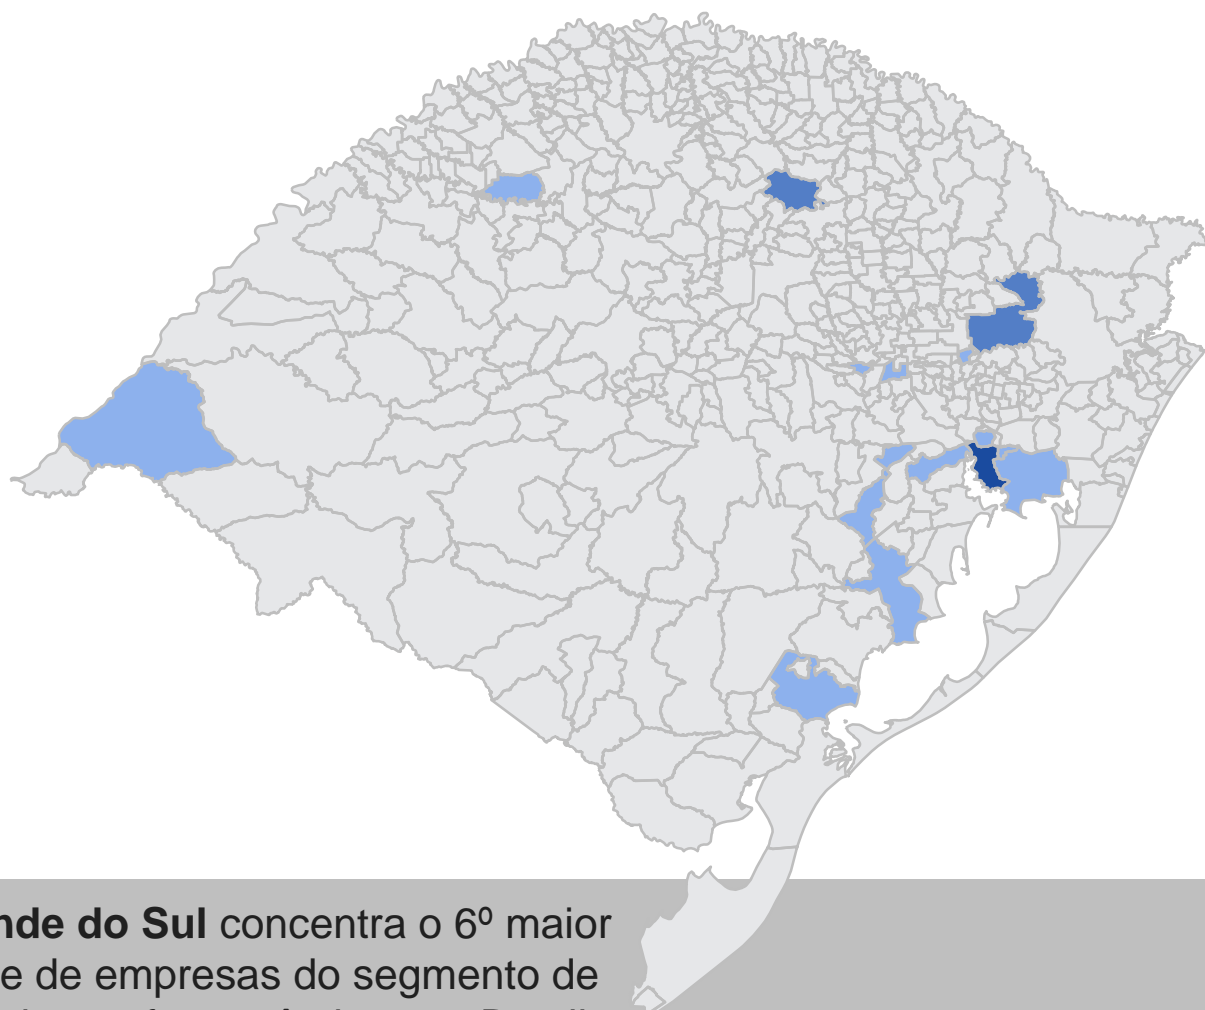 nde do Sul concentra o 6º maior
e de empresas do segmento de